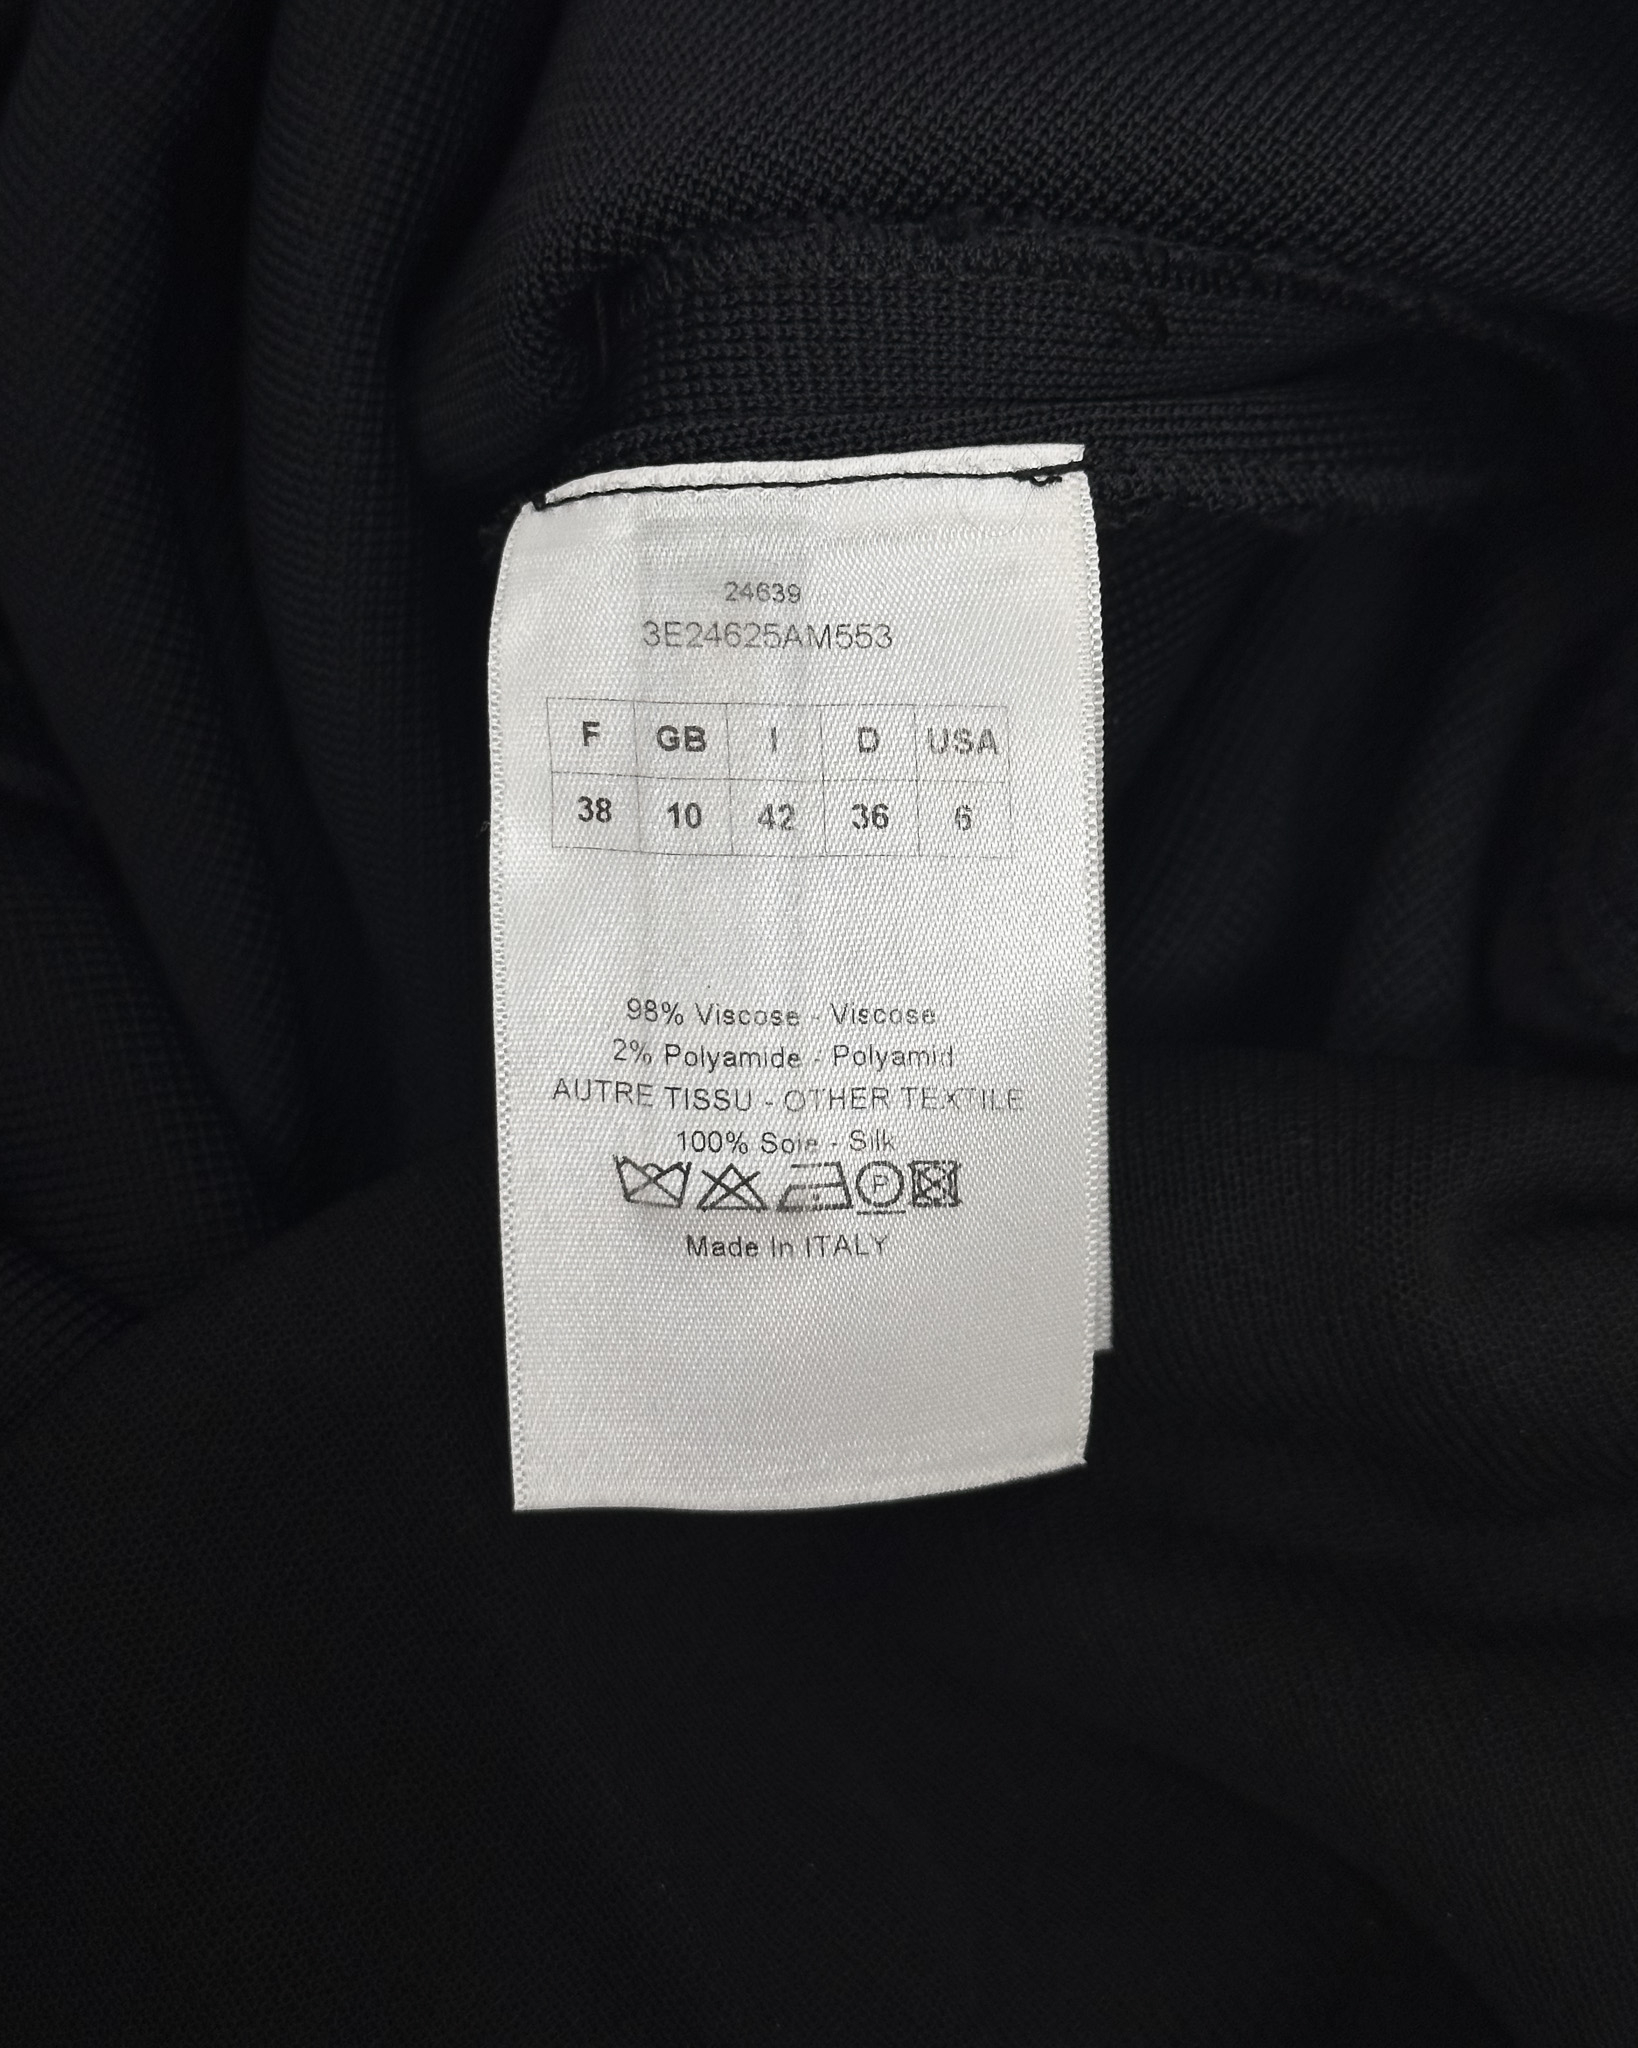 24639
3E24625AM553
F GB I D USA
38 10 42 36 6
98% Viscose - Viscose
2% Polyamide - Polyamid
AUTRE TISSU - OTHER TEXTILE
100% Soie - Silk
P
Made In ITALY